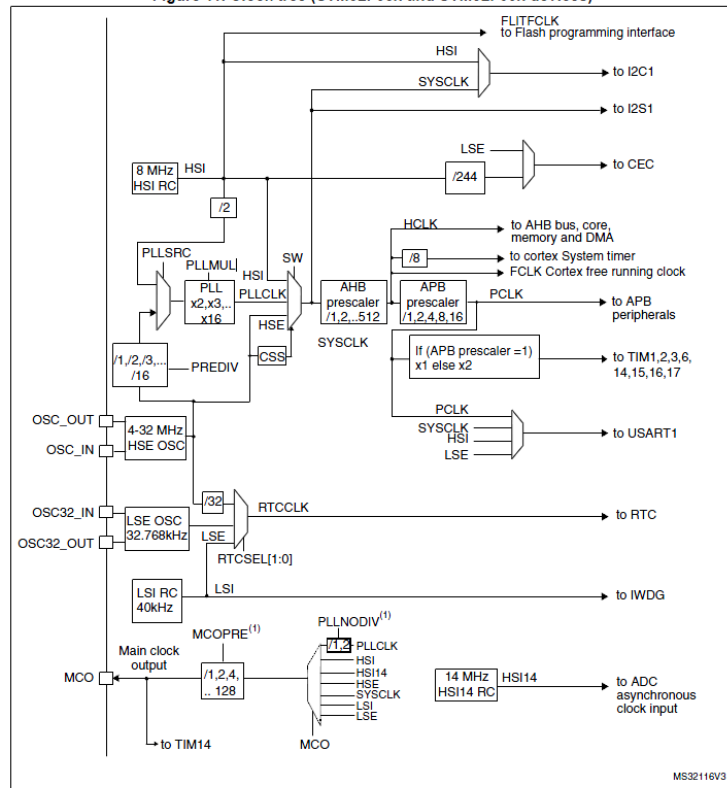 FLITFCLK
to Flash programming interface
HSI
to I2C1
SYSCLK
to I2S1
LSE
8 MHz
HSI RC
HSI
/244
to CEC
/2
HCLK
to AHB bus, core,
memory and DMA
PLLSRC
SW
/8
to cortex System timer
PLLMUL
HSI
FCLK Cortex free running clock
PLL
x2,x3,..
x16
PLLCLK
AHB
prescaler
/1,2,..512
APB
prescaler
/1,2,4,8,16
PCLK
to APB
peripherals
HSE
SYSCLK
/1,/2,/3,...
/16
PREDIV
CSS
If (APB prescaler =1)
x1 else x2
to TIM1,2,3,6,
14,15,16,17
OSC_OUT
OSC_IN
4-32 MHz
HSE OSC
PCLK
SYSCLK
HSI
LSE
to USART1
/32
OSC32_IN
OSC32_OUT
LSE OSC
32.768kHz
RTCCLK
to RTC
LSE
RTCSEL[1:0]
LSI RC
40kHz
LSI
to IWDG
PLLNODIV(1)
MCOPRE(1)
Main clock
output
/1,2
PLLCLK
HSI
HSI14
HSE
SYSCLK
LSI
LSE
MCO
/1,2,4,
.. 128
14 MHz
HSI14 RC
HSI14
to ADC
asynchronous
clock input
to TIM14
MCO
MS32116V3